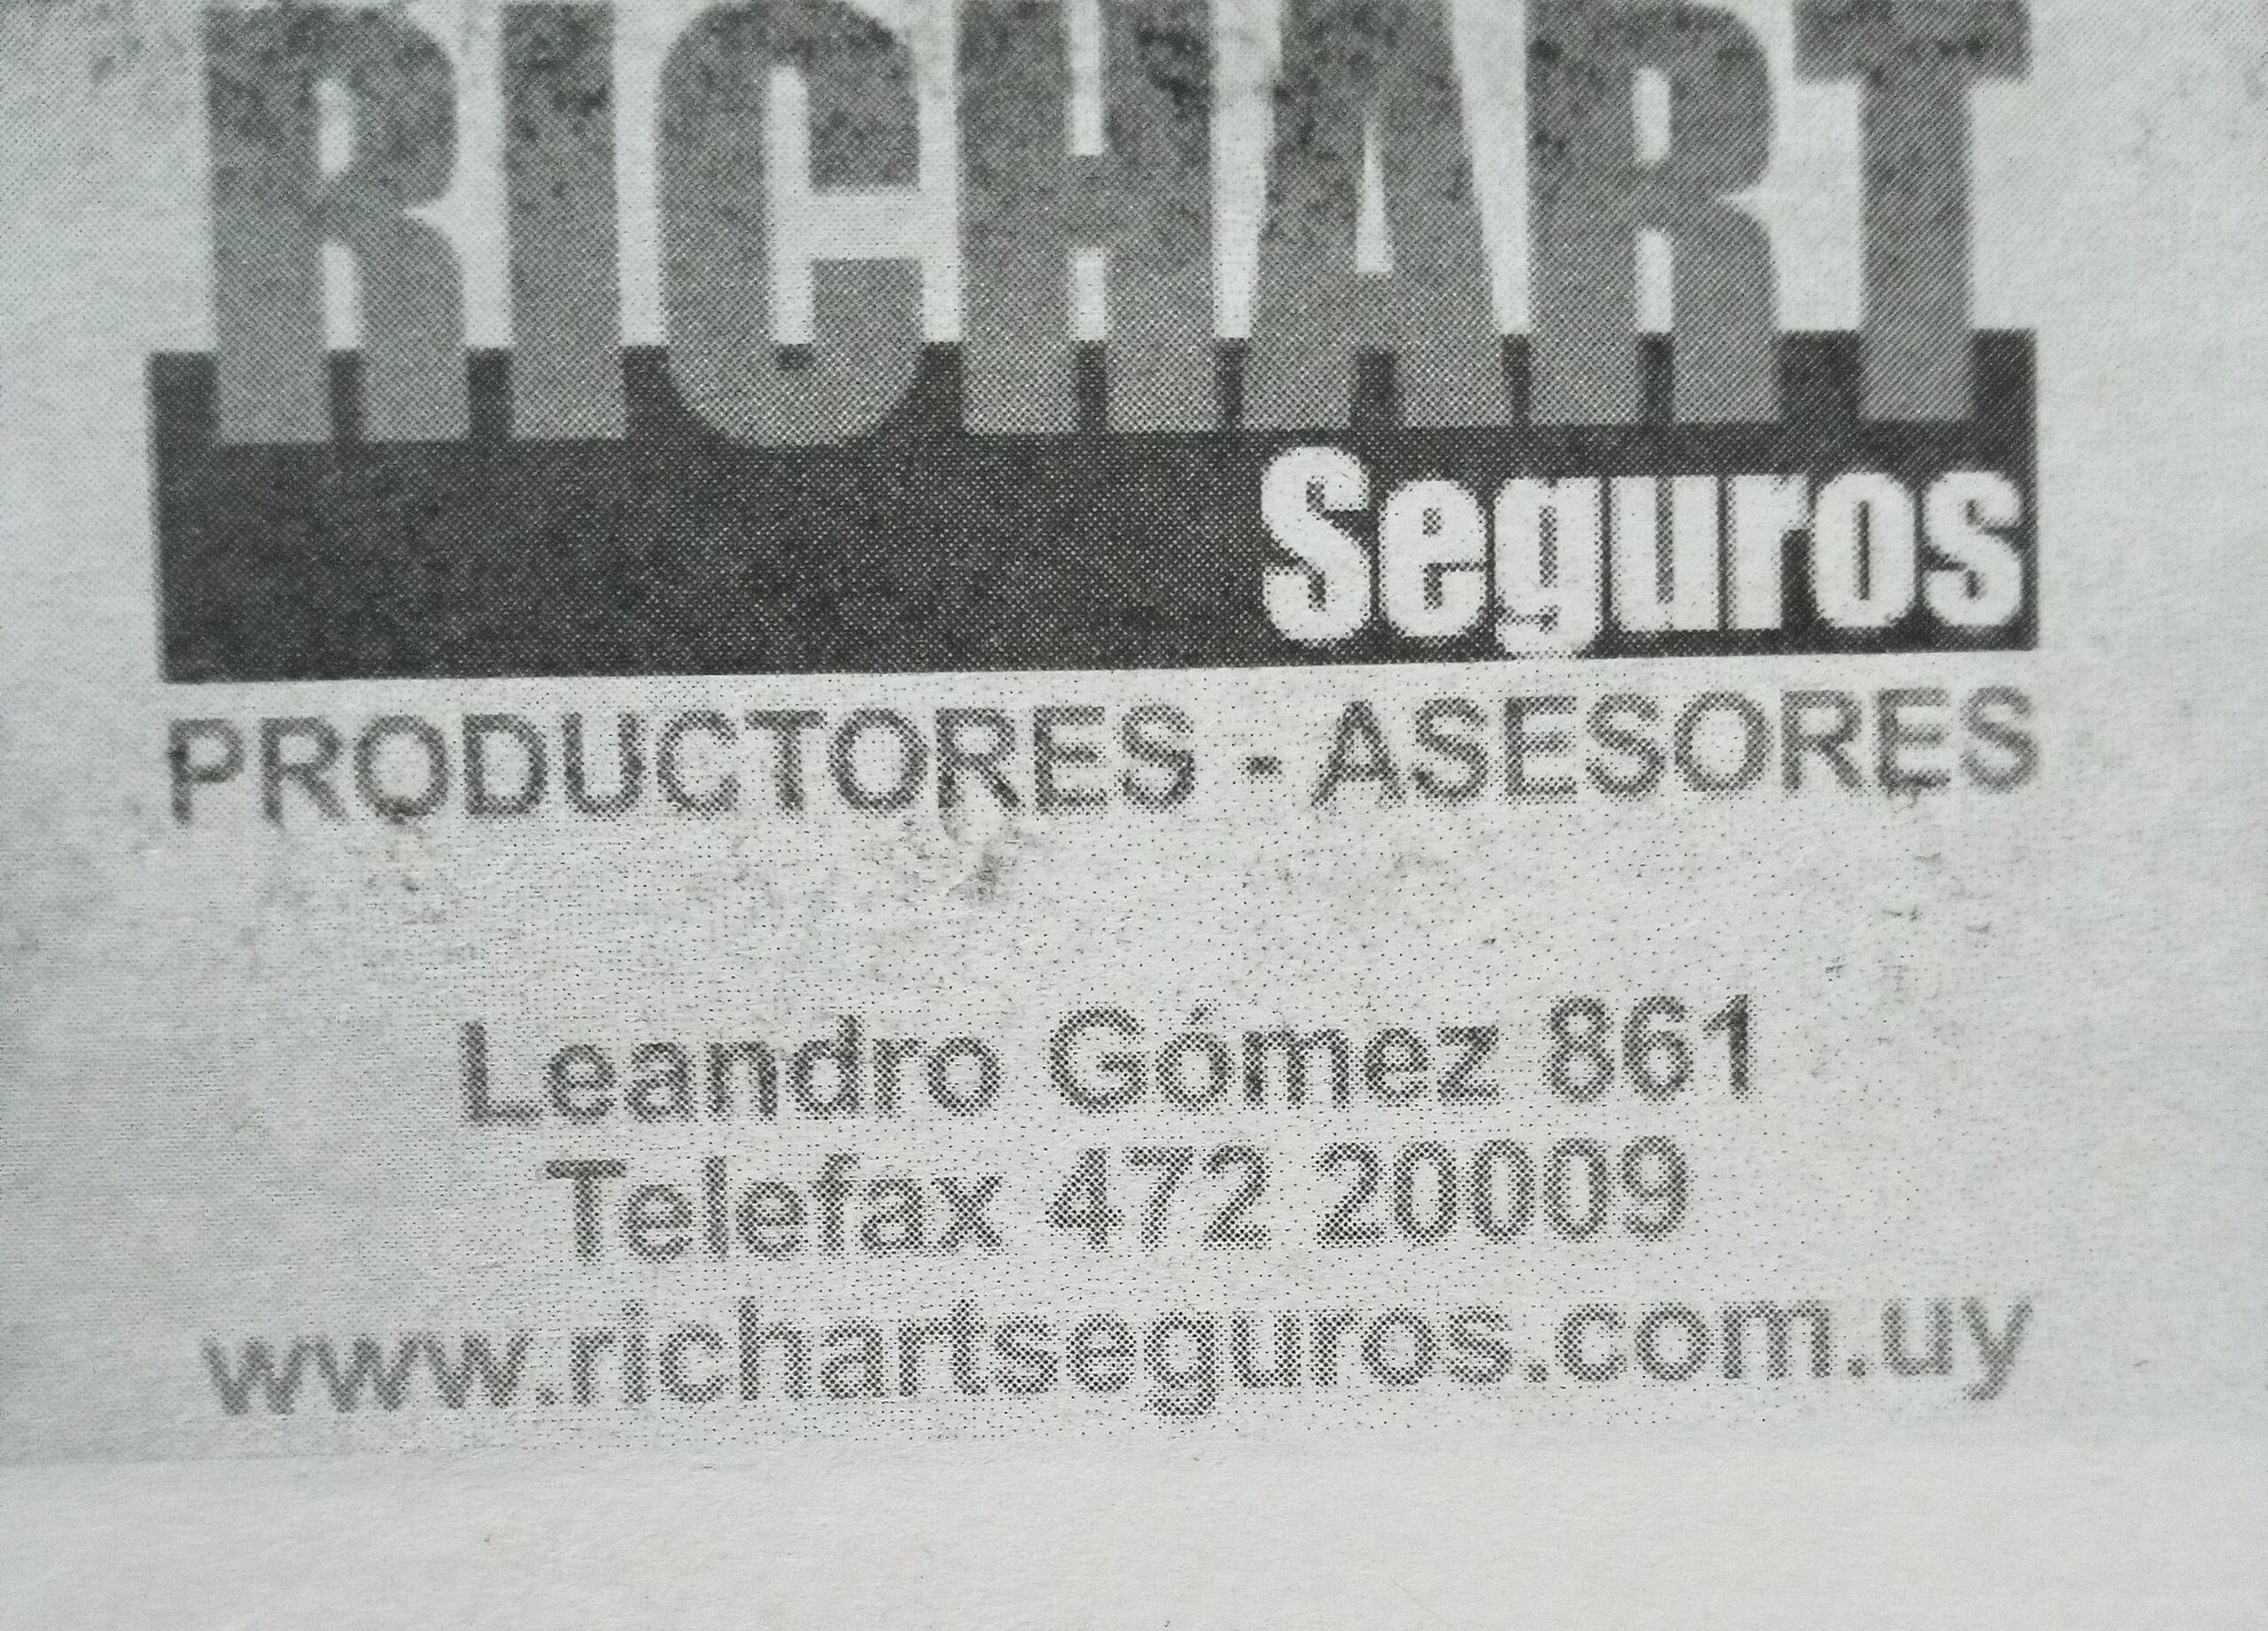 RICHART
Seguros
PRODUCTORES - ASESORES
Leandro Gómez 861
Telefax 472 20009
www.richartseguros.com.uy